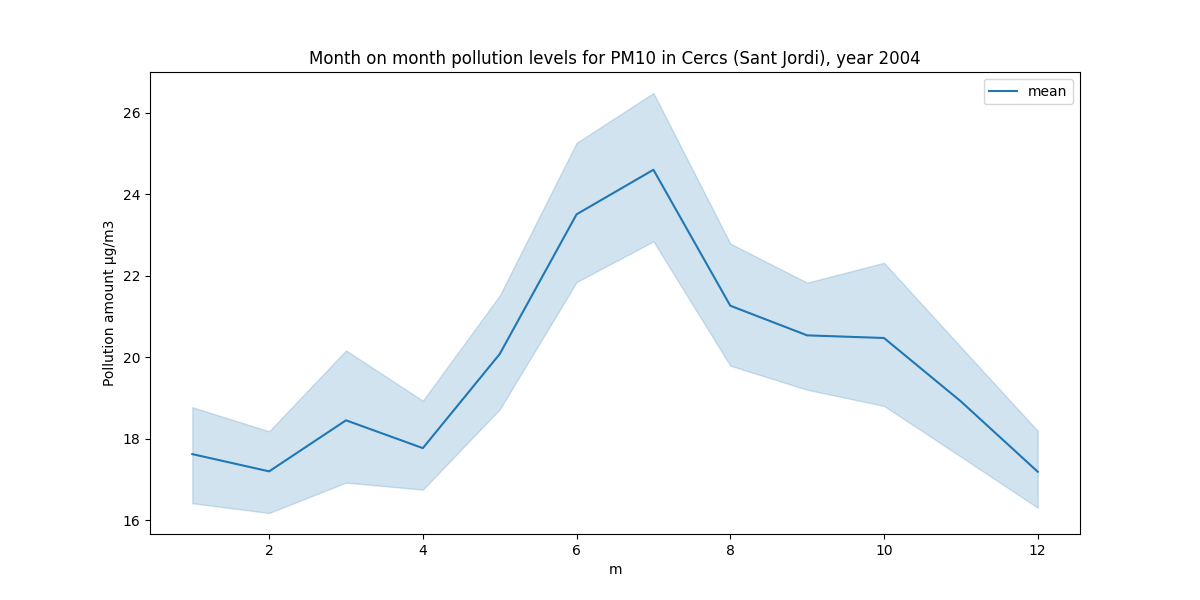 Month on month pollution levels for PM10 in Cercs (Sant Jordi), year 2004
mean
26
24
22
20
18
16
Pollution amount µg/m3
2 4 6 8 10 12
m